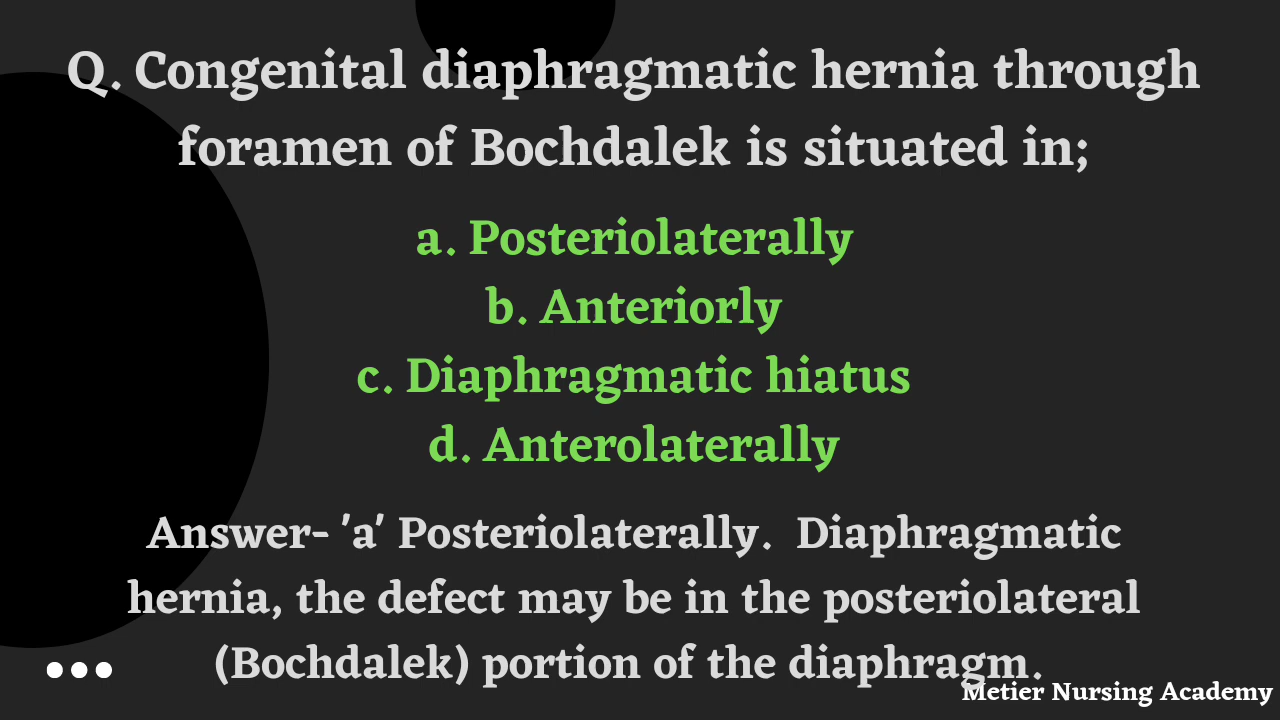 Q. Congenital diaphragmatic hernia through
foramen of Bochdalek is situated in;
a. Posteriolaterally
b. Anteriorly
c. Diaphragmatic hiatus
d. Anterolaterally
Answer- 'a' Posteriolaterally.  Diaphragmatic
hernia, the defect may be in the posteriolateral
(Bochdalek) portion of the diaphragm.
Metier Nursing Academy